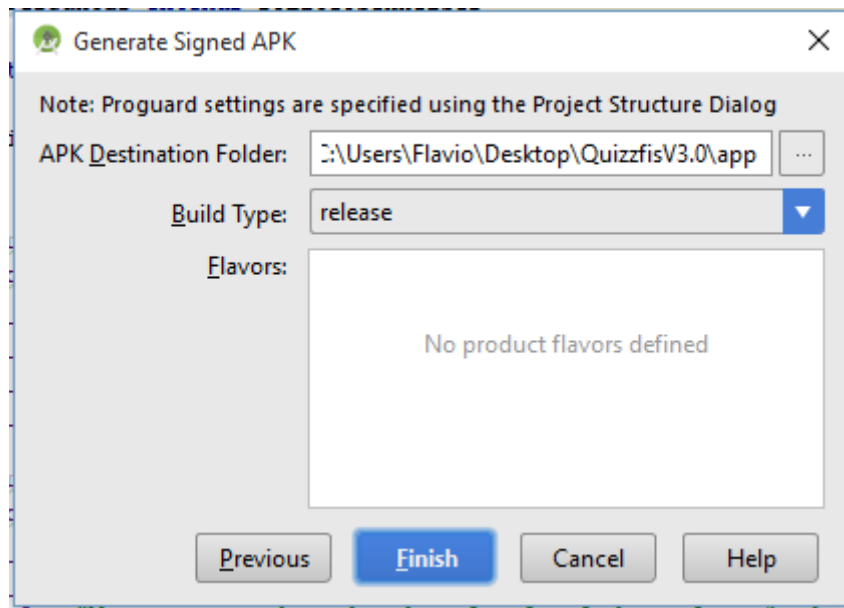 Generate Signed APK
Note: Proguard settings are specified using the Project Structure Dialog
APK Destination Folder: :\Users\Flavio\Desktop\QuizzfisV3.0\app ...
Build Type: release
Flavors:
No product flavors defined
Previous Finish Cancel Help